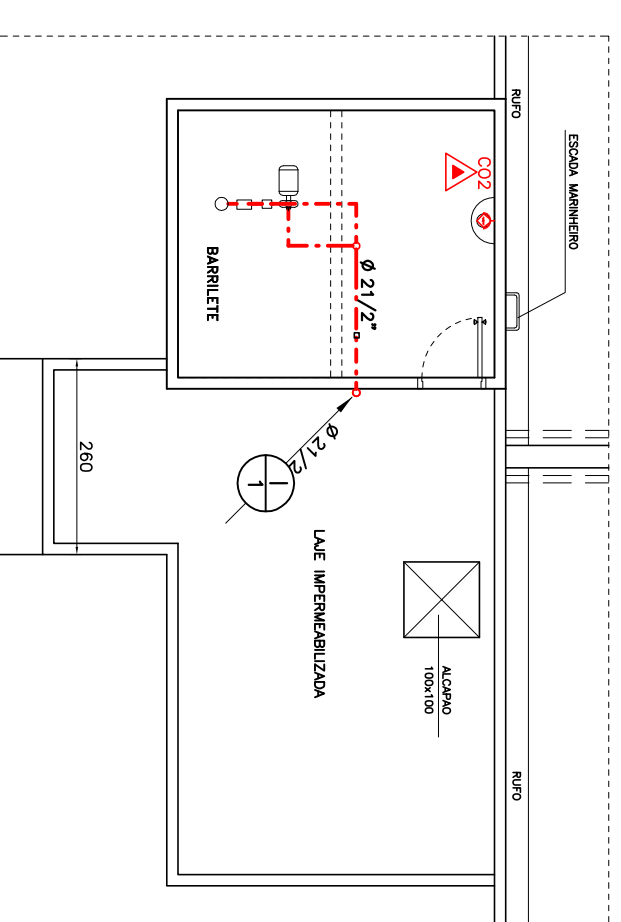 RUFO
ESCADA MARINHEIRO
CO2
BARRILETE
Ø 21/2"
Ø 21/2
I
1
260
LAJE IMPERMEABILIZADA
ALCAPAO
100x100
RUFO